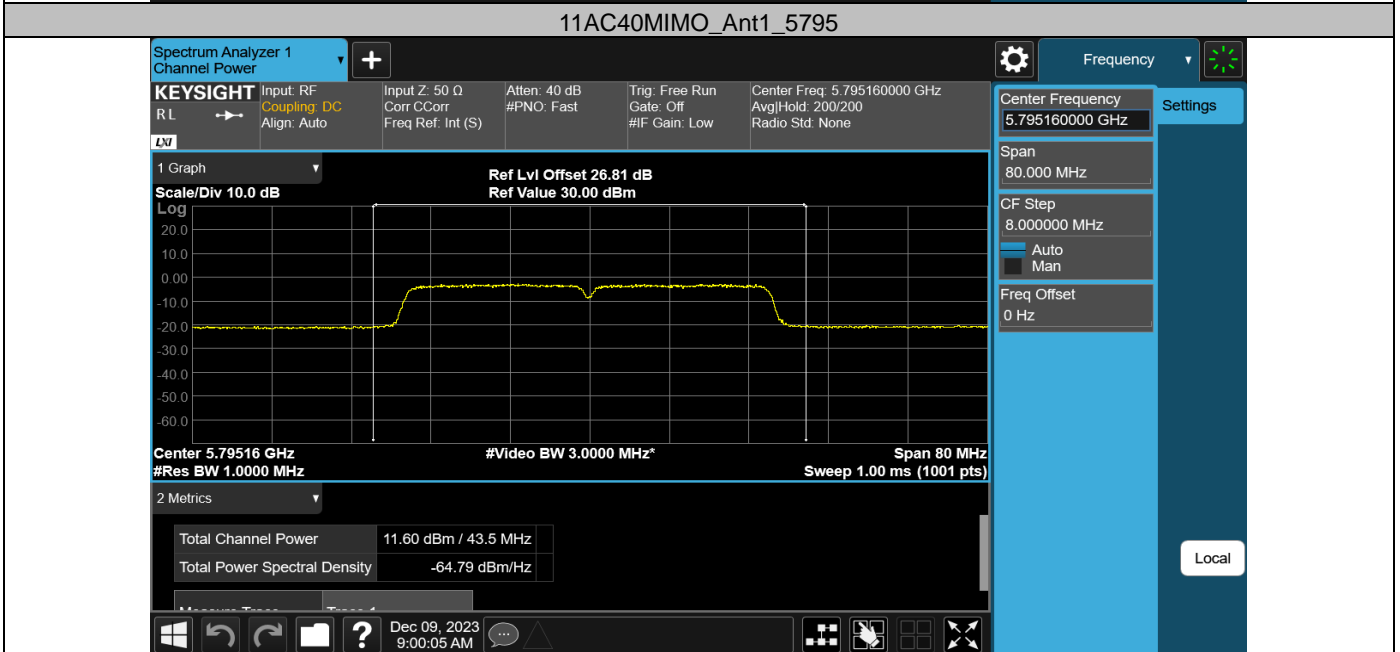 11AC40MIMO_Ant1_5795
Spectrum Analyzer 1
Channel Power
Frequency
KEYSIGHT
RL
LXI
Input: RF
Coupling: DC
Align: Auto
Input Z: 50 Ω
Corr CCorr
Freq Ref: Int (S)
Atten: 40 dB
#PNO: Fast
Trig: Free Run
Gate: Off
#IF Gain: Low
Center Freq: 5.795160000 GHz
Avg|Hold: 200/200
Radio Std: None
Center Frequency
5.795160000 GHz
Settings
Span
80.000 MHz
CF Step
8.000000 MHz
Auto
Man
Freq Offset
0 Hz
1 Graph
Scale/Div 10.0 dB
Ref Lvl Offset 26.81 dB
Ref Value 30.00 dBm
Log
20.0
10.0
0.00
-10.0
-20.0
-30.0
-40.0
-50.0
-60.0
Center 5.79516 GHz
#Video BW 3.0000 MHz*
Span 80 MHz
#Res BW 1.0000 MHz
Sweep 1.00 ms (1001 pts)
2 Metrics
Total Channel Power 11.60 dBm / 43.5 MHz
Total Power Spectral Density -64.79 dBm/Hz
Measure Trace Trace 1
Local
?
Dec 09, 2023
9:00:05 AM